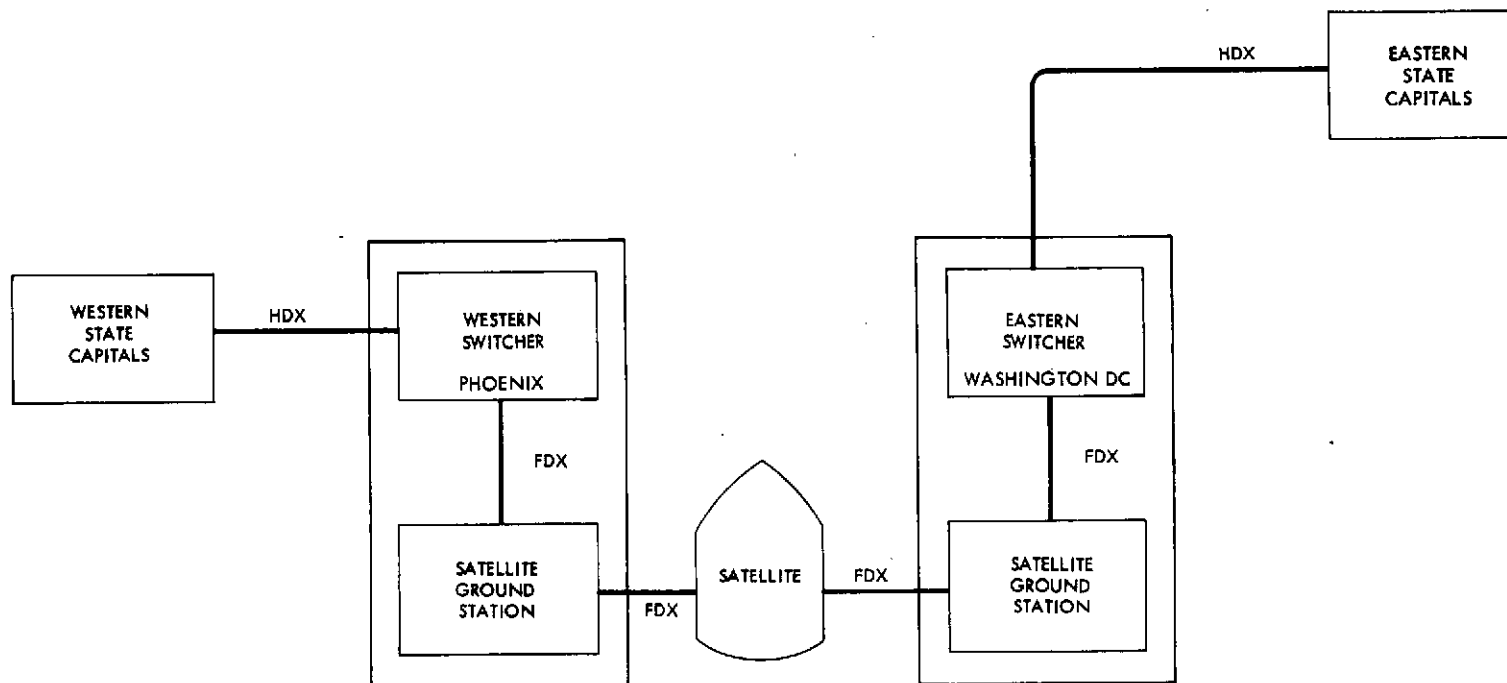 HDX
EASTERN
STATE
CAPITALS
WESTERN
STATE
CAPITALS
HDX
WESTERN
SWITCHER
PHOENIX
EASTERN
SWITCHER
WASHINGTON DC
FDX
FDX
SATELLITE
GROUND
STATION
FDX
SATELLITE
FDX
SATELLITE
GROUND
STATION